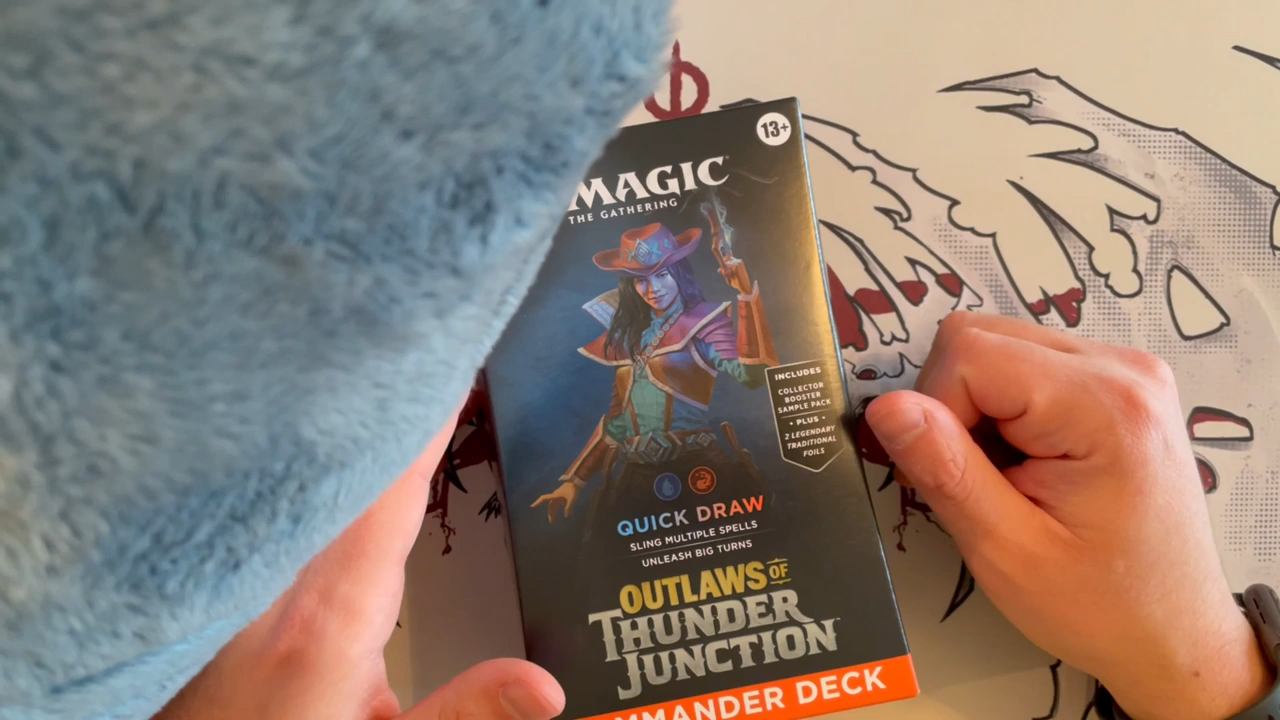 13+
MAGIC
THE GATHERING
INCLUDES
COLLECTOR
BOOSTER
SAMPLE PACK
• PLUS •
2 LEGENDARY
TRADITIONAL
FOILS
QUICK DRAW
SLING MULTIPLE SPELLS
UNLEASH BIG TURNS
OUTLAWS OF
THUNDER
JUNCTION
MMANDER DECK